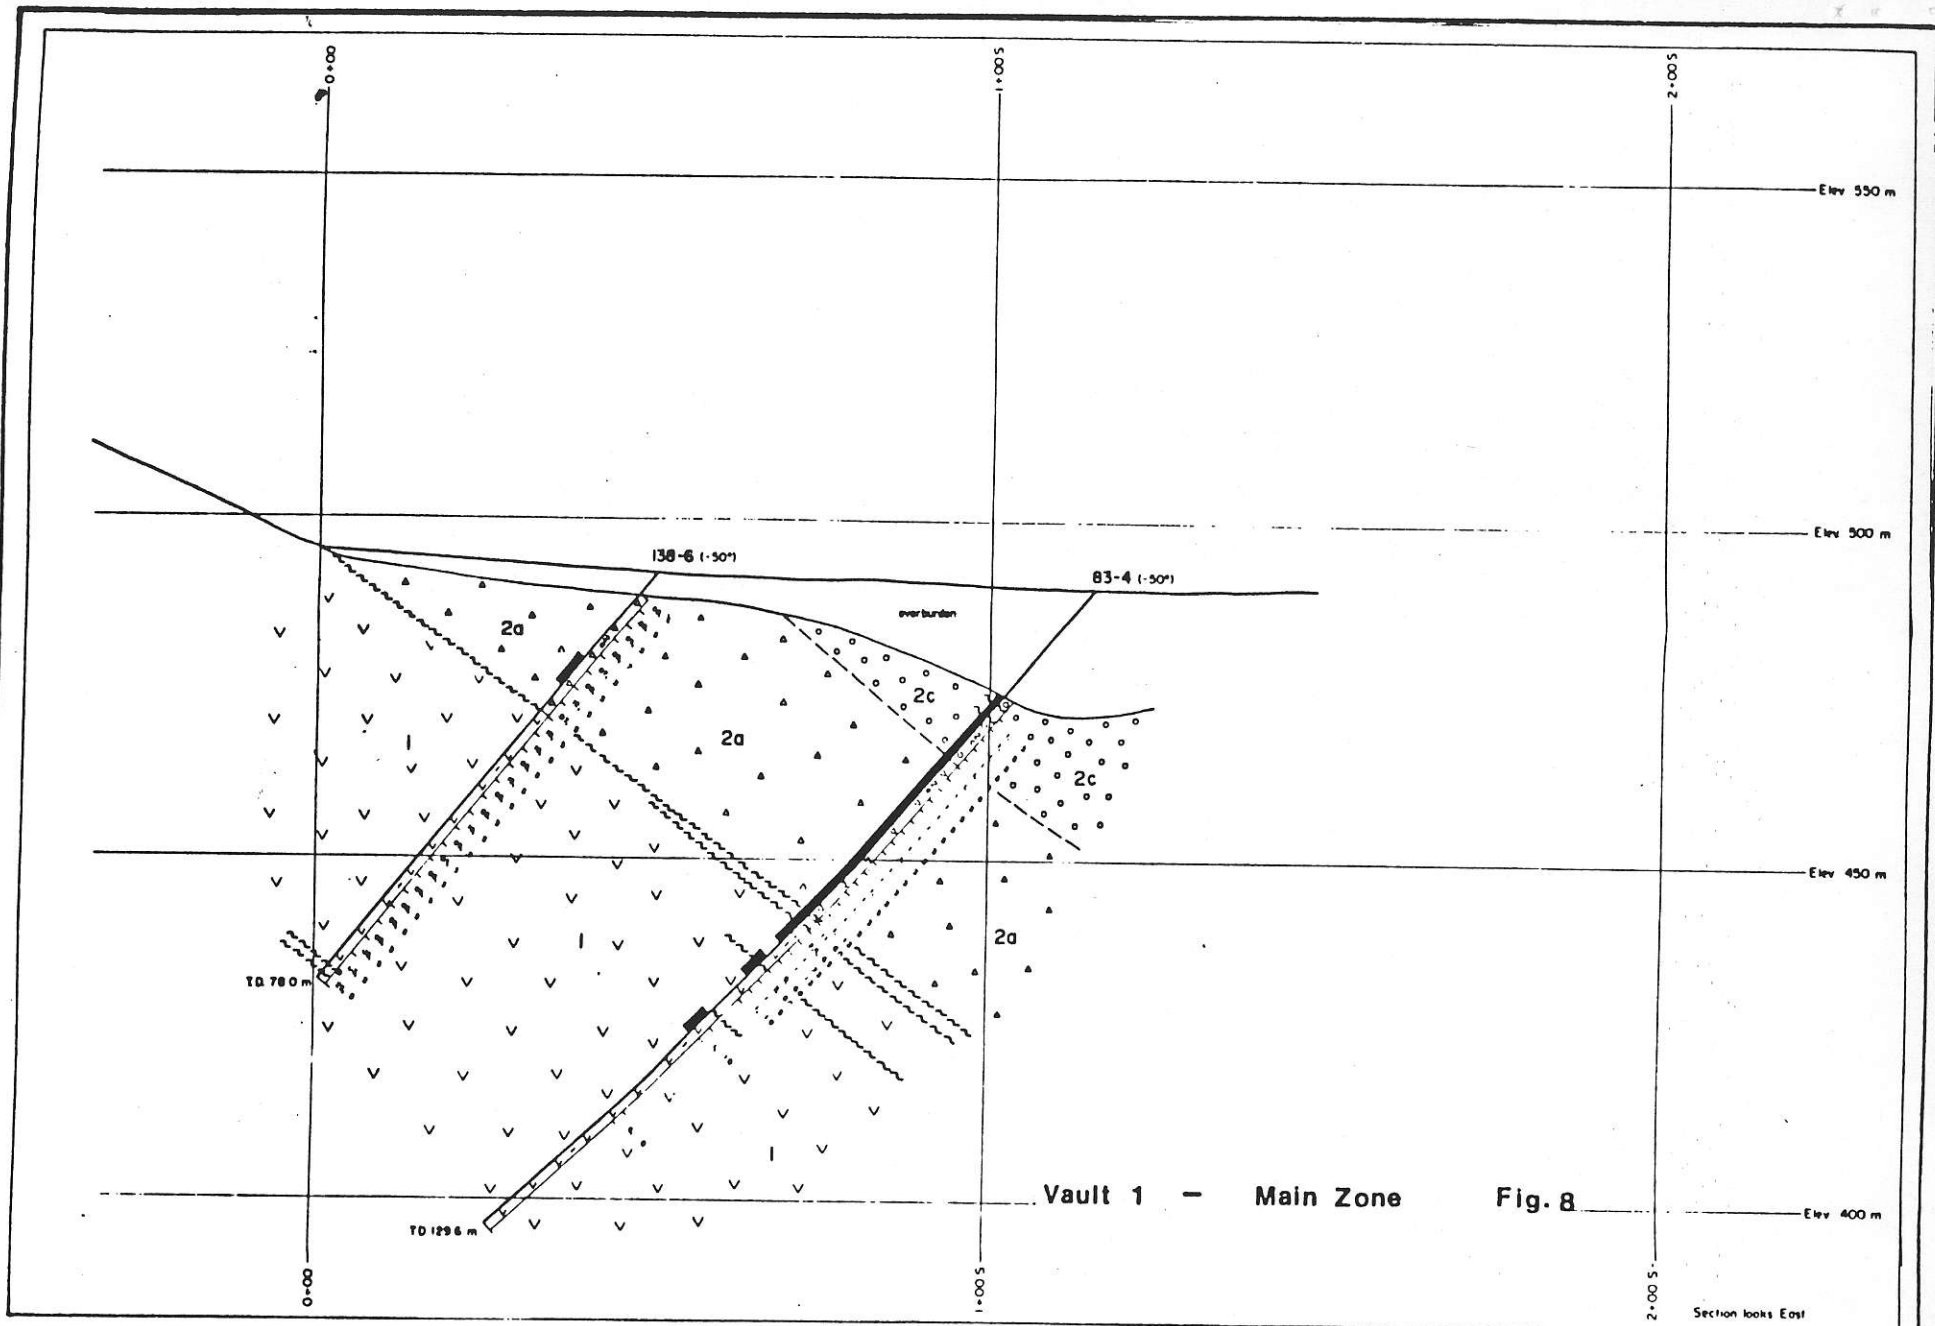 0+00
1+00S
2+00S
Elev 550 m
Elev 500 m
138-6 (-50°)
83-4 (-50°)
overburden
2a
2c
2a
2c
1
Elev 450 m
1
2a
T.D. 78.0 m
1
Vault 1 - Main Zone Fig. 8
Elev 400 m
T.D 129.6 m
0+00
1+00S
2+00S
Section looks East